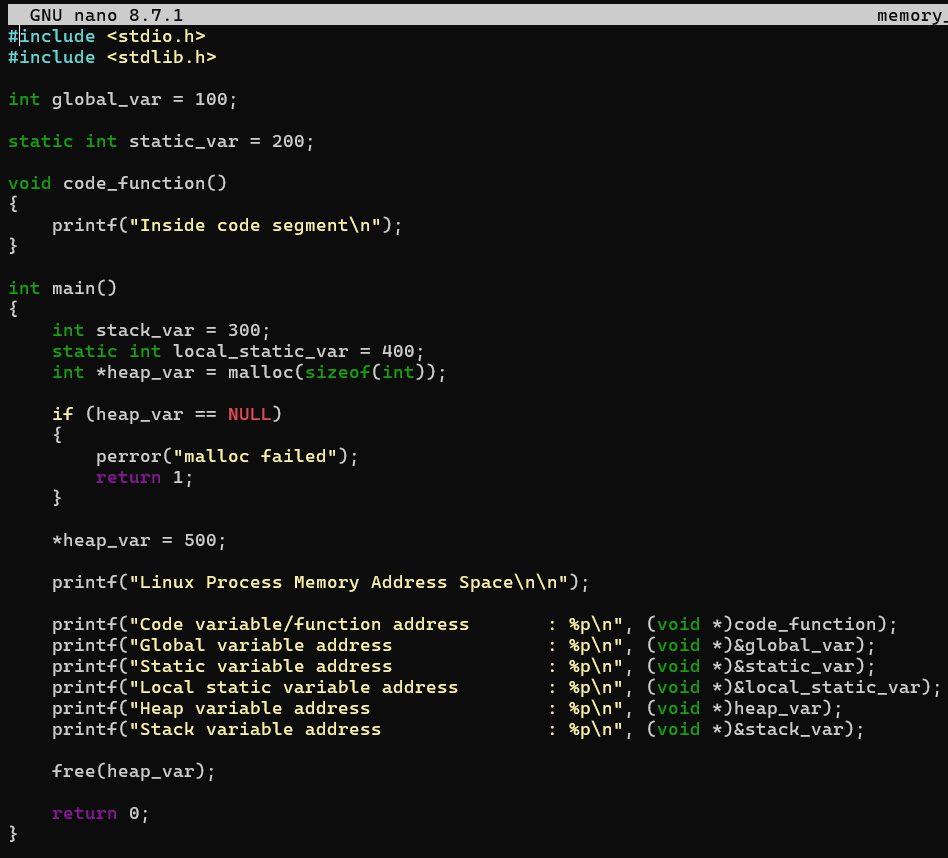 GNU nano 8.7.1                                                               memory_
#include <stdio.h>
#include <stdlib.h>

int global_var = 100;

static int static_var = 200;

void code_function()
{
    printf("Inside code segment\n");
}

int main()
{
    int stack_var = 300;
    static int local_static_var = 400;
    int *heap_var = malloc(sizeof(int));

    if (heap_var == NULL)
    {
        perror("malloc failed");
        return 1;
    }

    *heap_var = 500;

    printf("Linux Process Memory Address Space\n\n");

    printf("Code variable/function address       : %p\n", (void *)code_function);
    printf("Global variable address              : %p\n", (void *)&global_var);
    printf("Static variable address              : %p\n", (void *)&static_var);
    printf("Local static variable address        : %p\n", (void *)&local_static_var);
    printf("Heap variable address                : %p\n", (void *)heap_var);
    printf("Stack variable address               : %p\n", (void *)&stack_var);

    free(heap_var);

    return 0;
}